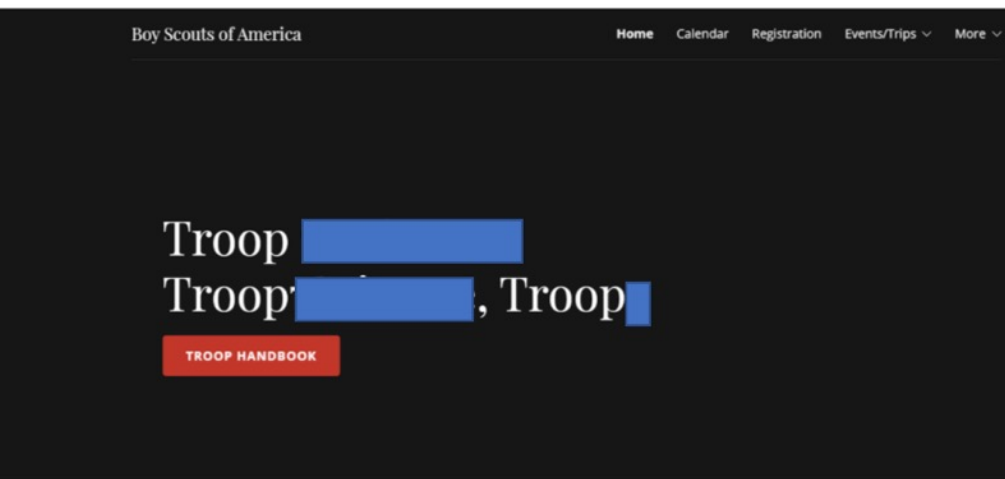 Boy Scouts of America
Home Calendar Registration Events/Trips More
Troop
Troop , Troop
TROOP HANDBOOK